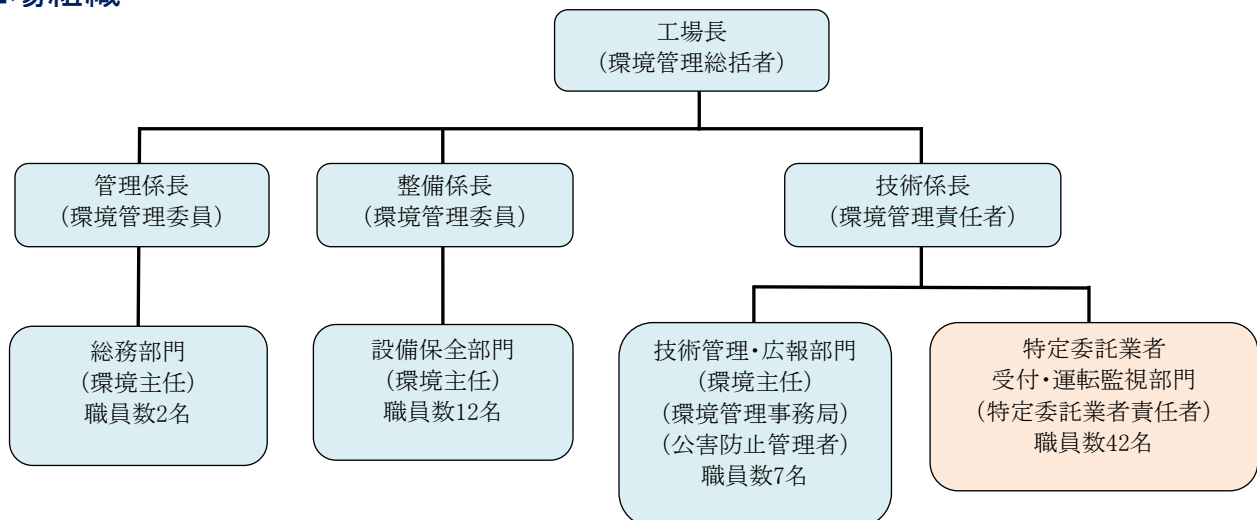 工場長
(環境管理総括者)
管理係長
(環境管理委員)
整備係長
(環境管理委員)
技術係長
(環境管理責任者)
総務部門
(環境主任)
職員数2名
設備保全部門
(環境主任)
職員数12名
技術管理・広報部門
(環境主任)
(環境管理事務局)
(公害防止管理者)
職員数7名
特定委託業者
受付・運転監視部門
(特定委託業者責任者)
職員数42名